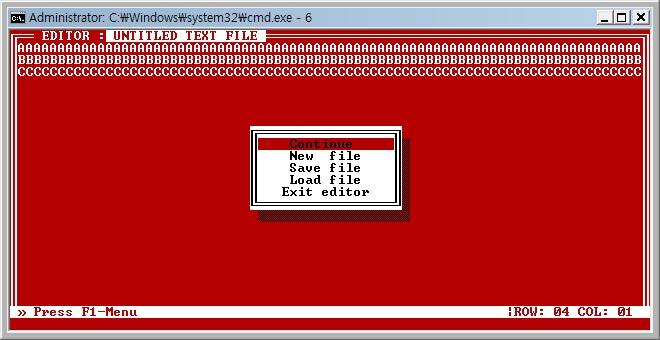 Administrator: C:₩Windows₩system32₩cmd.exe - 6
EDITOR : UNTITLED TEXT FILE
AAAAAAAAAAAAAAAAAAAAAAAAAAAAAAAAAAAAAAAAAAAAAAAAAAAAAAAAAAAAAAAAAAAAAAAAAAAAAA
BBBBBBBBBBBBBBBBBBBBBBBBBBBBBBBBBBBBBBBBBBBBBBBBBBBBBBBBBBBBBBBBBBBBBBBBBBBBBB
CCCCCCCCCCCCCCCCCCCCCCCCCCCCCCCCCCCCCCCCCCCCCCCCCCCCCCCCCCCCCCCCCCCCCCCCCCCCCC
Continue
New file
Save file
Load file
Exit editor
» Press F1-Menu ¦ROW: 04 COL: 01